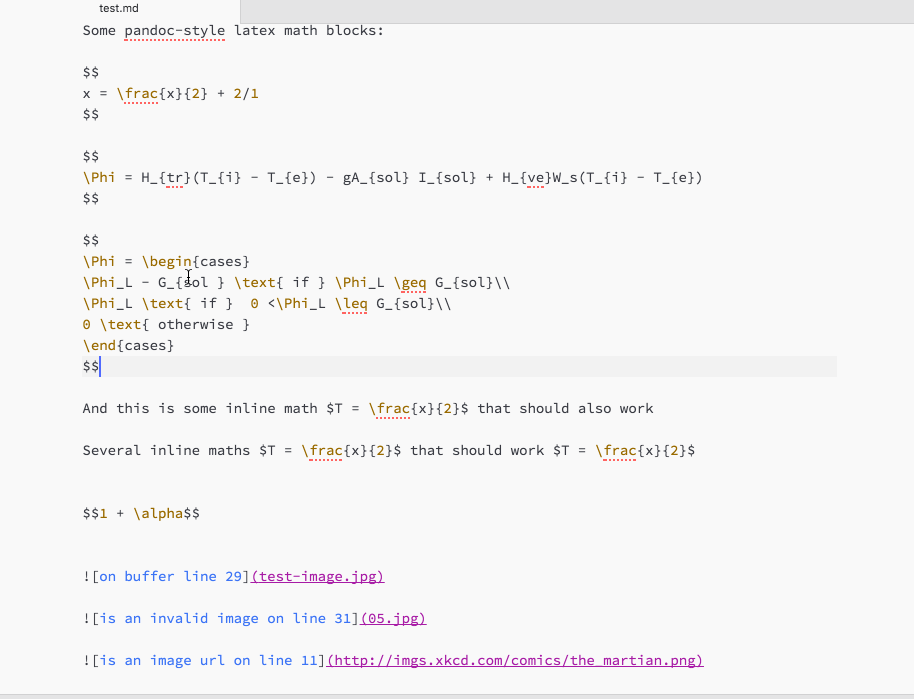 test.md
Some pandoc-style latex math blocks:
$$
x = \frac{x}{2} + 2/1
$$
$$
\Phi = H_{tr}(T_{i} - T_{e}) - gA_{sol} I_{sol} + H_{ve}W_s(T_{i} - T_{e})
$$
$$
\Phi = \begin{cases}
\Phi_L - G_{sol } \text{ if } \Phi_L \geq G_{sol}\\
\Phi_L \text{ if }  0 <\Phi_L \leq G_{sol}\\
0 \text{ otherwise }
\end{cases}
$$
And this is some inline math $T = \frac{x}{2}$ that should also work
Several inline maths $T = \frac{x}{2}$ that should work $T = \frac{x}{2}$
$$1 + \alpha$$
![on buffer line 29](test-image.jpg)
![is an invalid image on line 31](05.jpg)
![is an image url on line 11](http://imgs.xkcd.com/comics/the_martian.png)